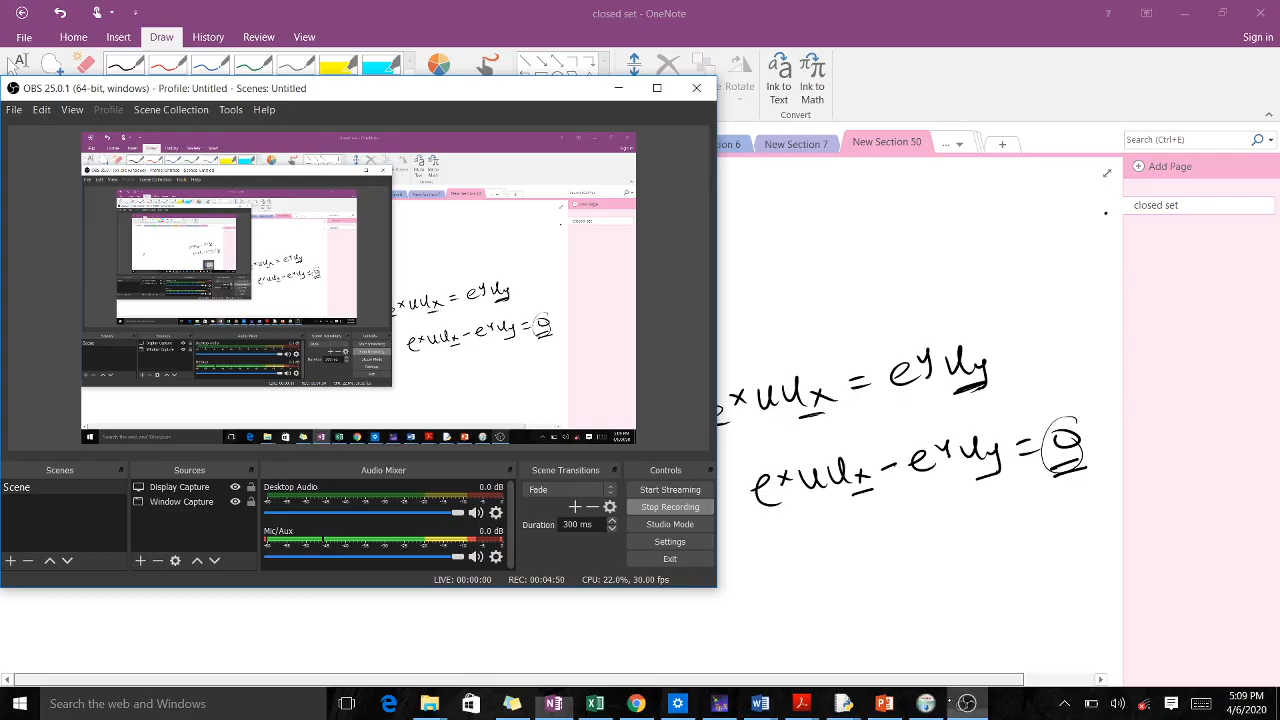 closed set - OneNote
File Home Insert Draw History Review View
Sign in
OBS 25.0.1 (64-bit, windows) - Profile: Untitled - Scenes: Untitled
Rotate
Ink to Text
Ink to Math
Convert
File Edit View Profile Scene Collection Tools Help
New Section 7
New Section 50
...
Search (Ctrl+E)
Add Page
closed set
e^x u u_x = e^y u_y
e^x u u_x - e^y u_y = 0
Scenes
Scene
Sources
Display Capture
Window Capture
Audio Mixer
Desktop Audio 0.0 dB
Mic/Aux 0.0 dB
Scene Transitions
Fade
Duration 300 ms
Controls
Start Streaming
Stop Recording
Studio Mode
Settings
Exit
LIVE: 00:00:00 REC: 00:04:50 CPU: 22.0%, 30.00 fps
Search the web and Windows
5:09 PM
4/6/2020